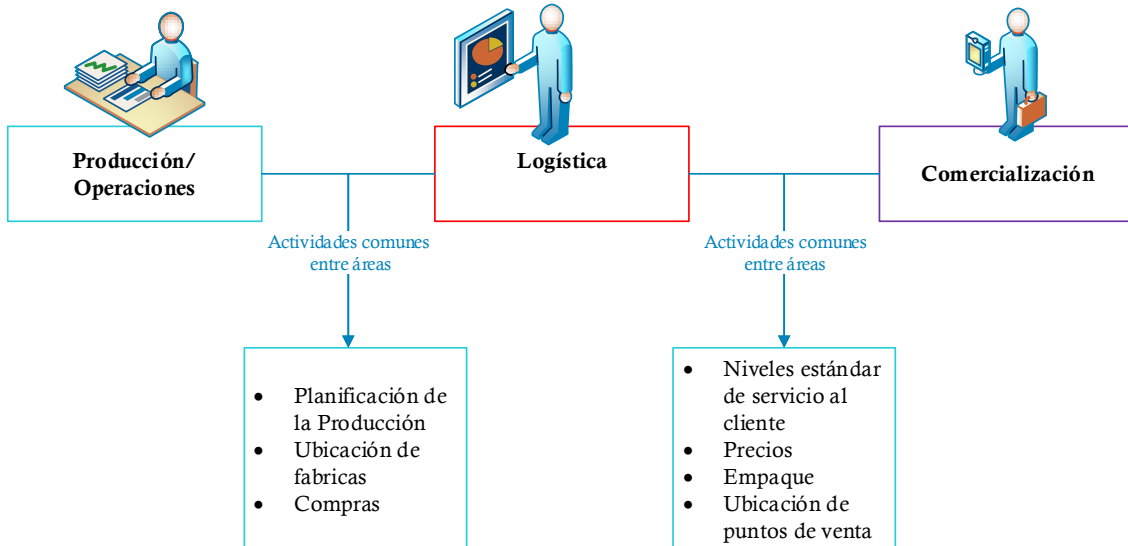 Producción/
Operaciones
Logística
Comercialización
Actividades comunes
entre áreas
Actividades comunes
entre áreas
• Planificación de
la Producción
• Ubicación de
fabricas
• Compras
• Niveles estándar
de servicio al
cliente
• Precios
• Empaque
• Ubicación de
puntos de venta